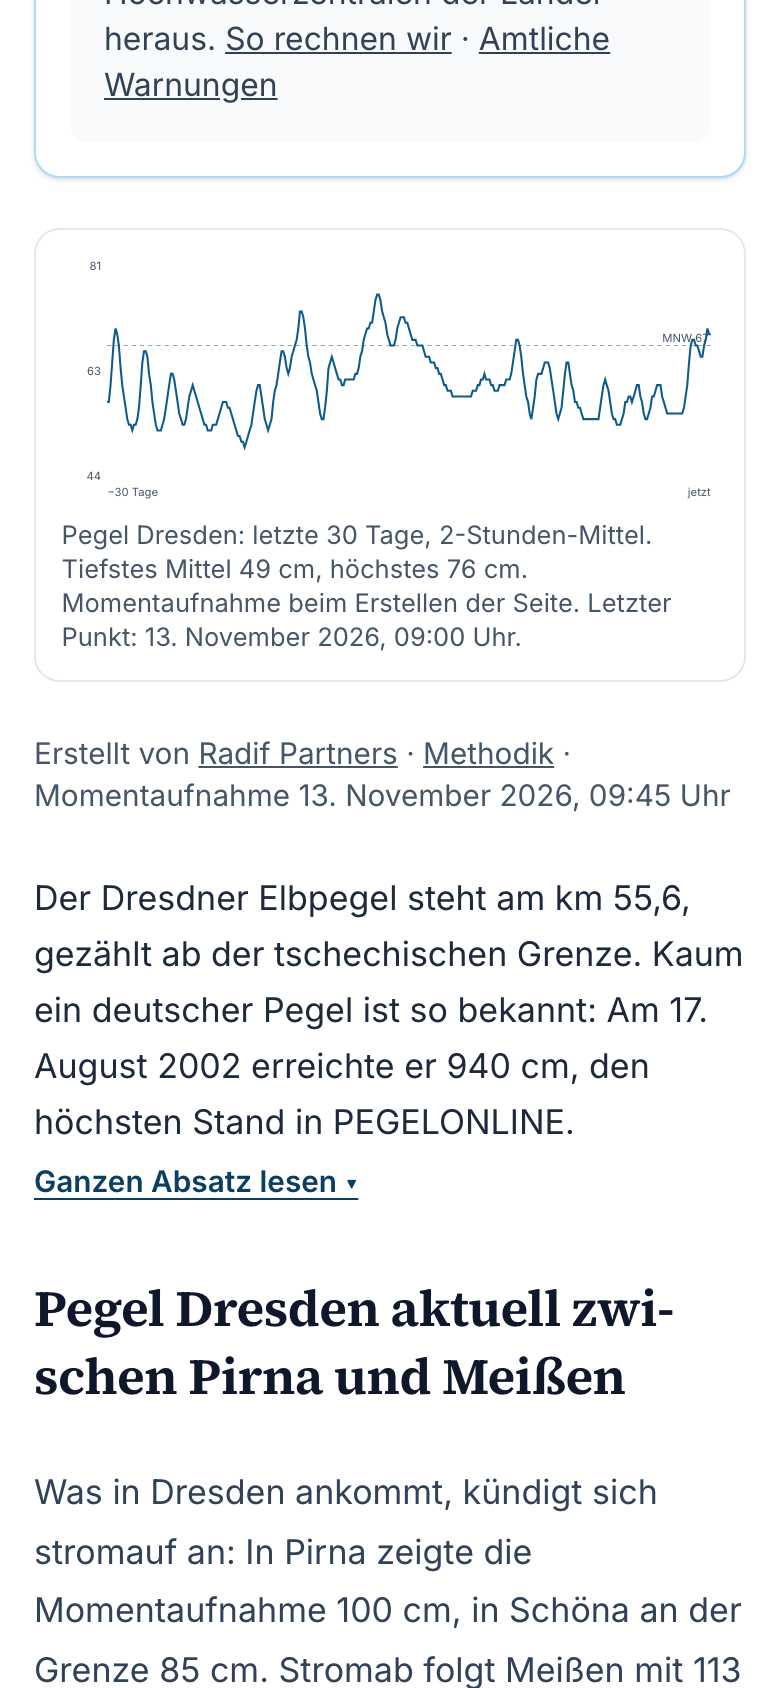 heraus. So rechnen wir · Amtliche
Warnungen
81
MNW 67
63
44
−30 Tage
jetzt
Pegel Dresden: letzte 30 Tage, 2-Stunden-Mittel.
Tiefstes Mittel 49 cm, höchstes 76 cm.
Momentaufnahme beim Erstellen der Seite. Letzter
Punkt: 13. November 2026, 09:00 Uhr.
Erstellt von Radif Partners · Methodik ·
Momentaufnahme 13. November 2026, 09:45 Uhr
Der Dresdner Elbpegel steht am km 55,6,
gezählt ab der tschechischen Grenze. Kaum
ein deutscher Pegel ist so bekannt: Am 17.
August 2002 erreichte er 940 cm, den
höchsten Stand in PEGELONLINE.
Ganzen Absatz lesen ▾
Pegel Dresden aktuell zwi-
schen Pirna und Meißen
Was in Dresden ankommt, kündigt sich
stromauf an: In Pirna zeigte die
Momentaufnahme 100 cm, in Schöna an der
Grenze 85 cm. Stromab folgt Meißen mit 113